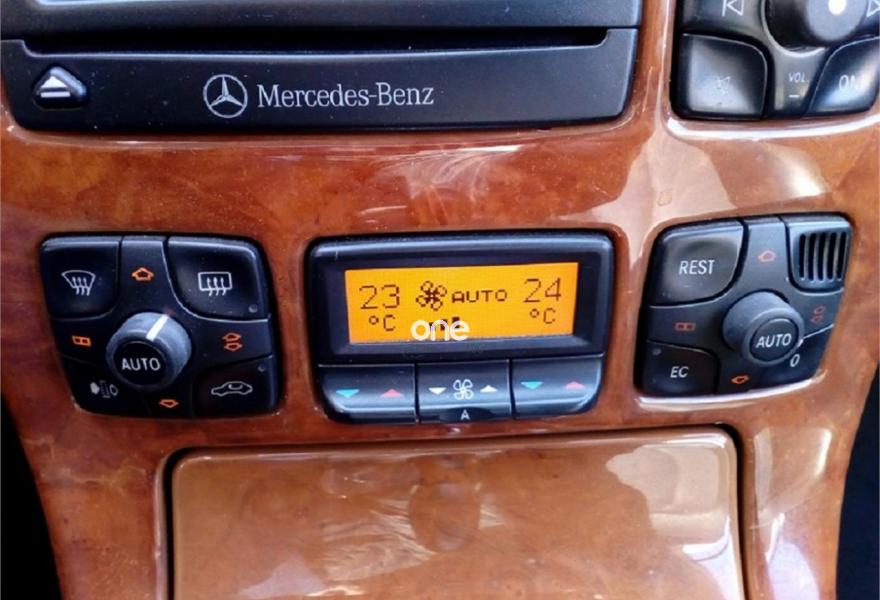 Mercedes-Benz
VOL
ON
23 AUTO 24
°C °C
one
REST
AUTO
AUTO
EC
0
A